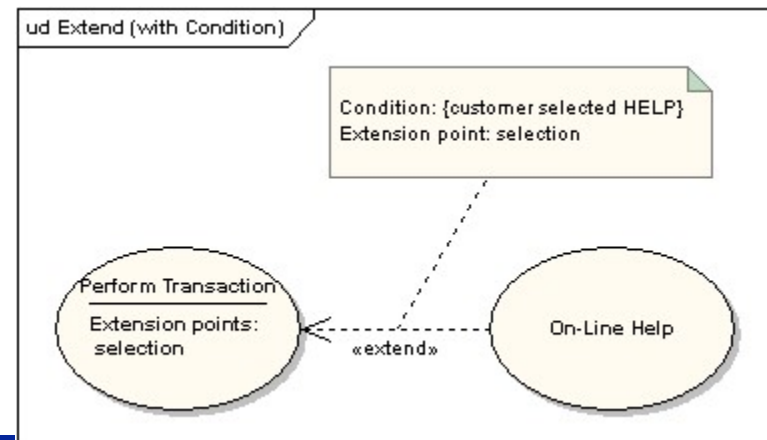 ud Extend (with Condition)
Condition: {customer selected HELP}
Extension point: selection
Perform Transaction
Extension points:
selection
«extend»
On-Line Help